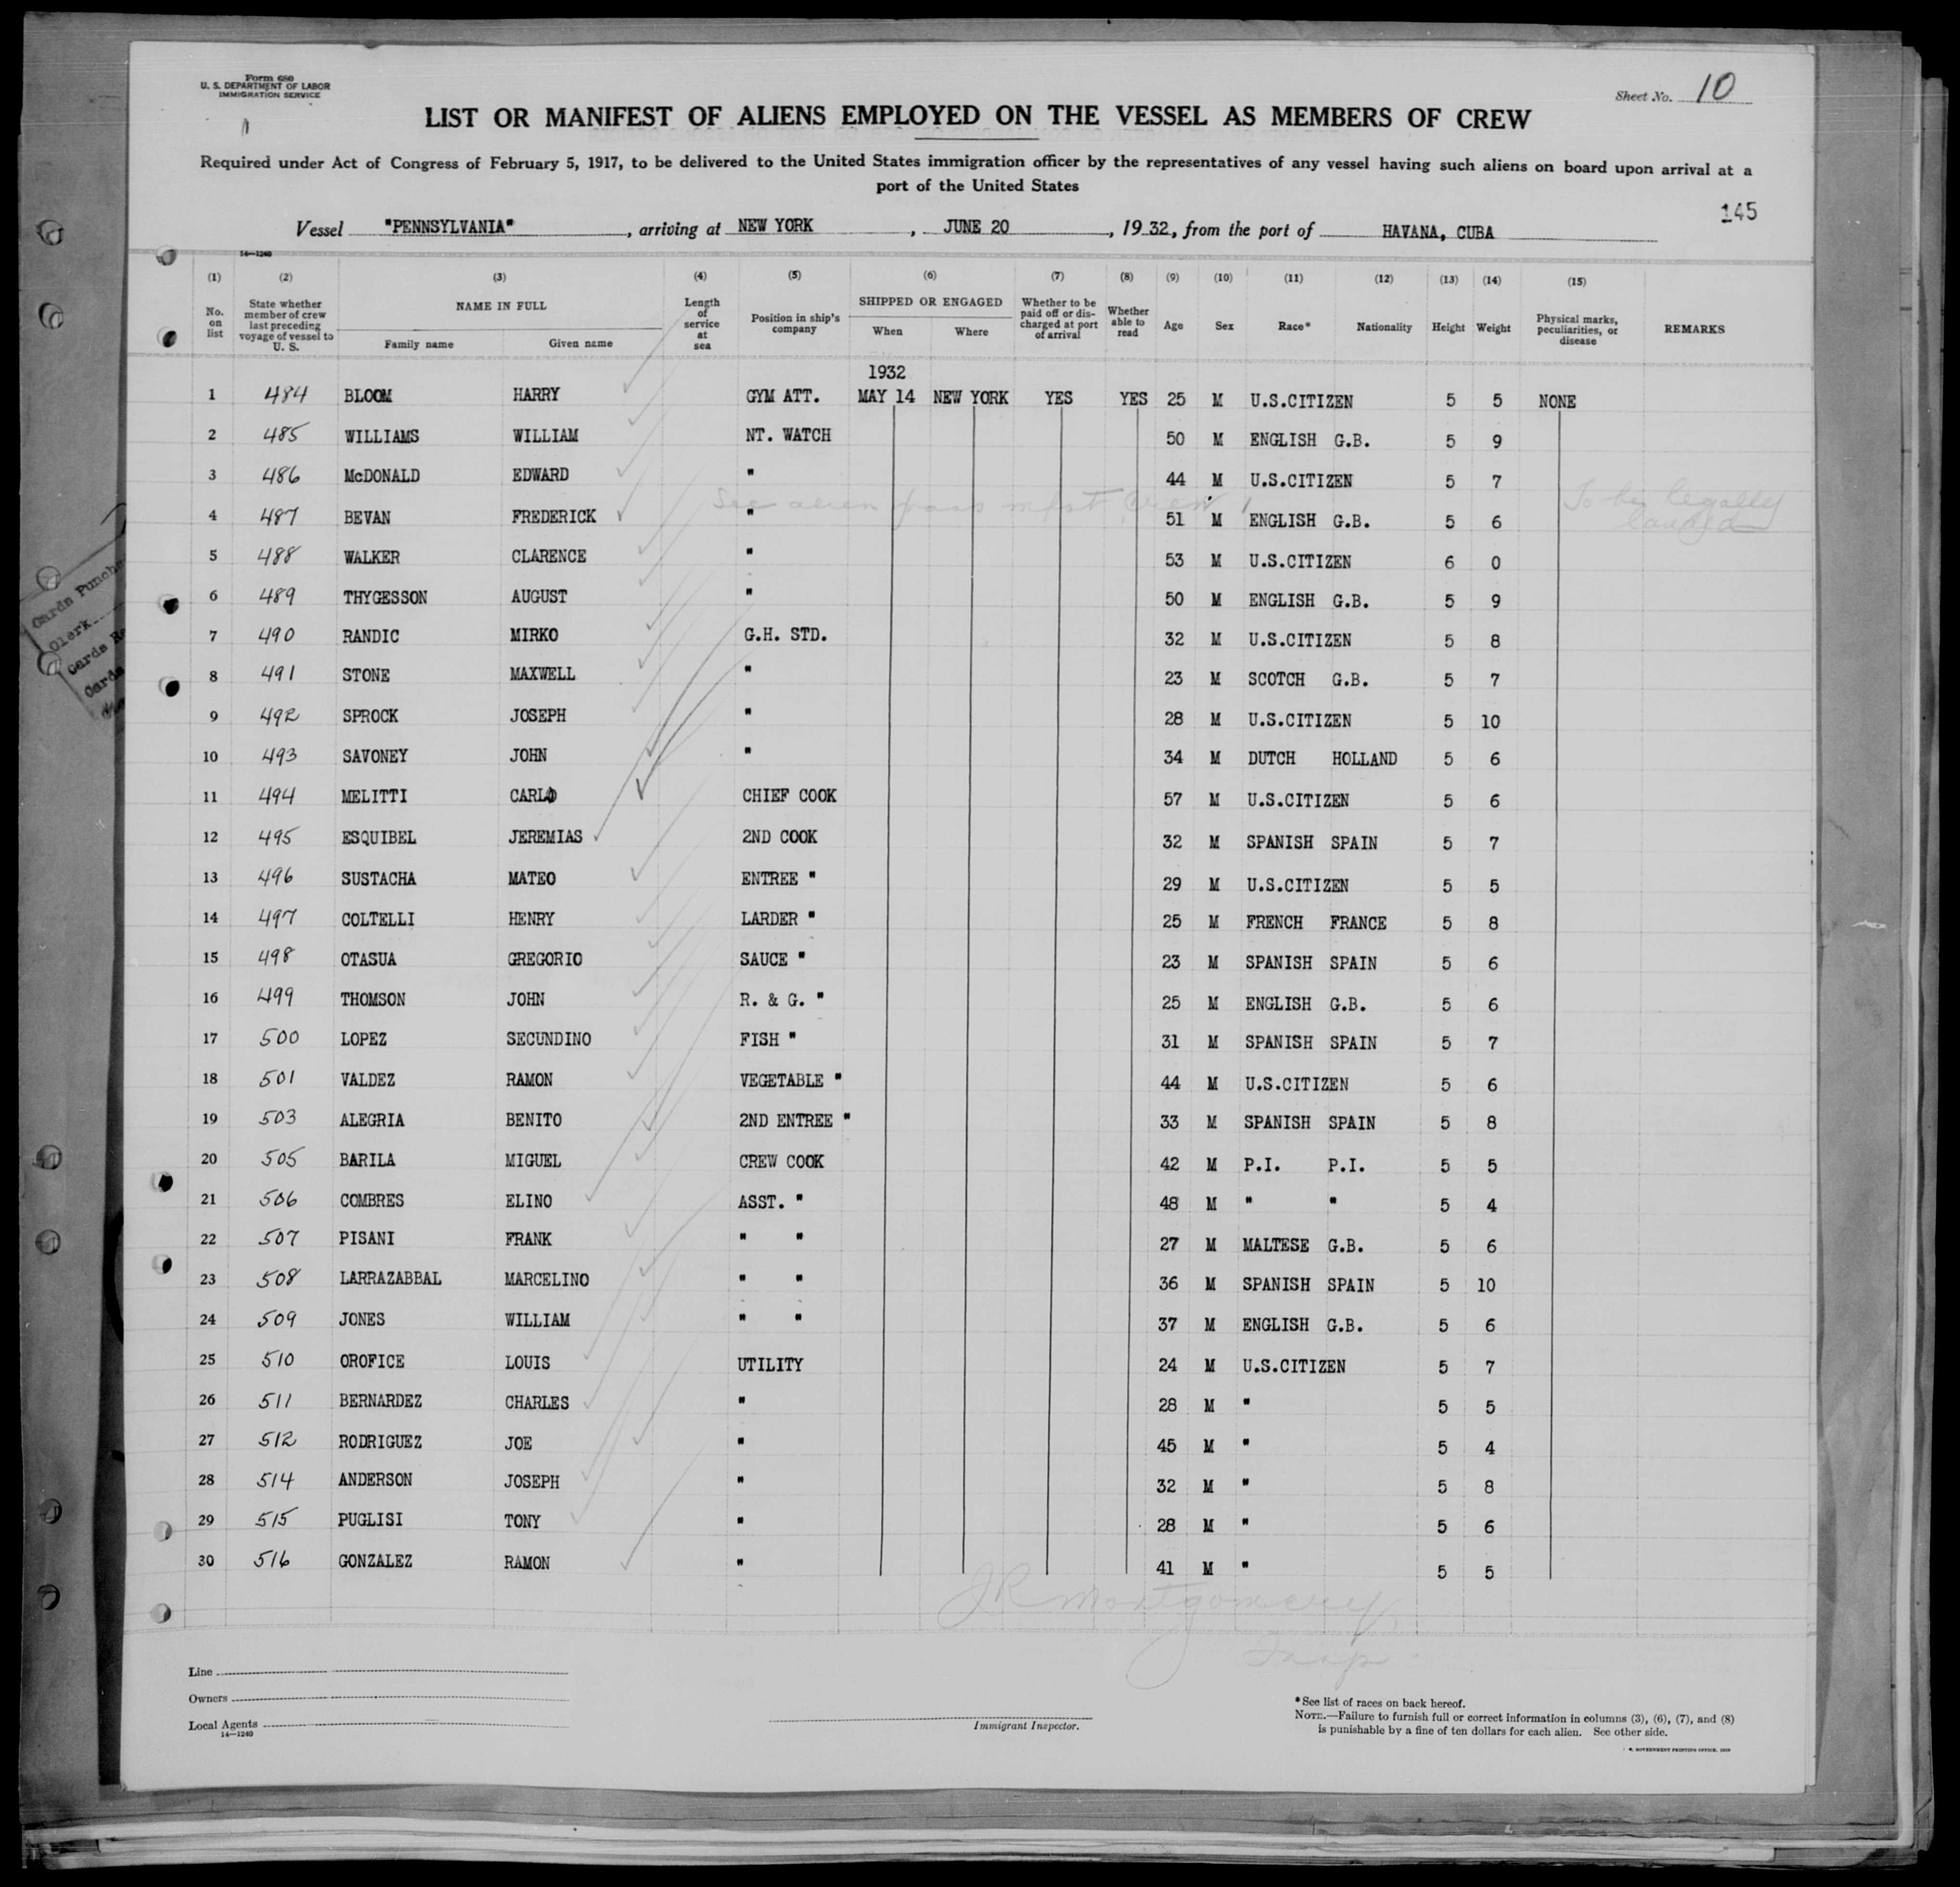 Form 680
U. S. DEPARTMENT OF LABOR
IMMIGRATION SERVICE
Sheet No. 10
LIST OR MANIFEST OF ALIENS EMPLOYED ON THE VESSEL AS MEMBERS OF CREW
Required under Act of Congress of February 5, 1917, to be delivered to the United States immigration officer by the representatives of any vessel having such aliens on board upon arrival at a
port of the United States
145
Vessel "PENNSYLVANIA", arriving at NEW YORK, JUNE 20, 1932, from the port of HAVANA, CUBA
14—1240
(1) (2) (3) (4) (5) (6) (7) (8) (9) (10) (11) (12) (13) (14) (15)
No. on list State whether member of crew last preceding voyage of vessel to U. S. NAME IN FULL Family name Given name Length of service at sea Position in ship's company SHIPPED OR ENGAGED When Where Whether to be paid off or discharged at port of arrival Whether able to read Age Sex Race* Nationality Height Weight Physical marks, peculiarities, or disease REMARKS
1932
1 484 BLOOM HARRY GYM ATT. MAY 14 NEW YORK YES YES 25 M U.S.CITIZEN 5 5 NONE
2 485 WILLIAMS WILLIAM NT. WATCH 50 M ENGLISH G.B. 5 9
3 486 McDONALD EDWARD " 44 M U.S.CITIZEN 5 7
See alien pass To be legally
4 487 BEVAN FREDERICK " 51 M ENGLISH G.B. 5 6
5 488 WALKER CLARENCE " 53 M U.S.CITIZEN 6 0
6 489 THYGESSON AUGUST " 50 M ENGLISH G.B. 5 9
7 490 RANDIC MIRKO G.H. STD. 32 M U.S.CITIZEN 5 8
8 491 STONE MAXWELL " 23 M SCOTCH G.B. 5 7
9 492 SPROCK JOSEPH " 28 M U.S.CITIZEN 5 10
10 493 SAVONEY JOHN " 34 M DUTCH HOLLAND 5 6
11 494 MELITTI CARLO CHIEF COOK 57 M U.S.CITIZEN 5 6
12 495 ESQUIBEL JEREMIAS 2ND COOK 32 M SPANISH SPAIN 5 7
13 496 SUSTACHA MATEO ENTREE " 29 M U.S.CITIZEN 5 5
14 497 COLTELLI HENRY LARDER " 25 M FRENCH FRANCE 5 8
15 498 OTASUA GREGORIO SAUCE " 23 M SPANISH SPAIN 5 6
16 499 THOMSON JOHN R. & G. " 25 M ENGLISH G.B. 5 6
17 500 LOPEZ SECUNDINO FISH " 31 M SPANISH SPAIN 5 7
18 501 VALDEZ RAMON VEGETABLE " 44 M U.S.CITIZEN 5 6
19 503 ALEGRIA BENITO 2ND ENTREE " 33 M SPANISH SPAIN 5 8
20 505 BARILA MIGUEL CREW COOK 42 M P.I. P.I. 5 5
21 506 COMBRES ELINO ASST. " 48 M " " 5 4
22 507 PISANI FRANK " " 27 M MALTESE G.B. 5 6
23 508 LARRAZABBAL MARCELINO " " 36 M SPANISH SPAIN 5 10
24 509 JONES WILLIAM " " 37 M ENGLISH G.B. 5 6
25 510 OROFICE LOUIS UTILITY 24 M U.S.CITIZEN 5 7
26 511 BERNARDEZ CHARLES " 28 M " 5 5
27 512 RODRIGUEZ JOE " 45 M " 5 4
28 514 ANDERSON JOSEPH " 32 M " 5 8
29 515 PUGLISI TONY " 28 M " 5 6
30 516 GONZALEZ RAMON " 41 M " 5 5
JR Montgomery
Insp
Line
Owners
Local Agents
14—1240
Immigrant Inspector.
*See list of races on back hereof.
NOTE.—Failure to furnish full or correct information in columns (3), (6), (7), and (8)
is punishable by a fine of ten dollars for each alien. See other side.
GOVERNMENT PRINTING OFFICE
Cards Punche
Clerk
Cards
Cards